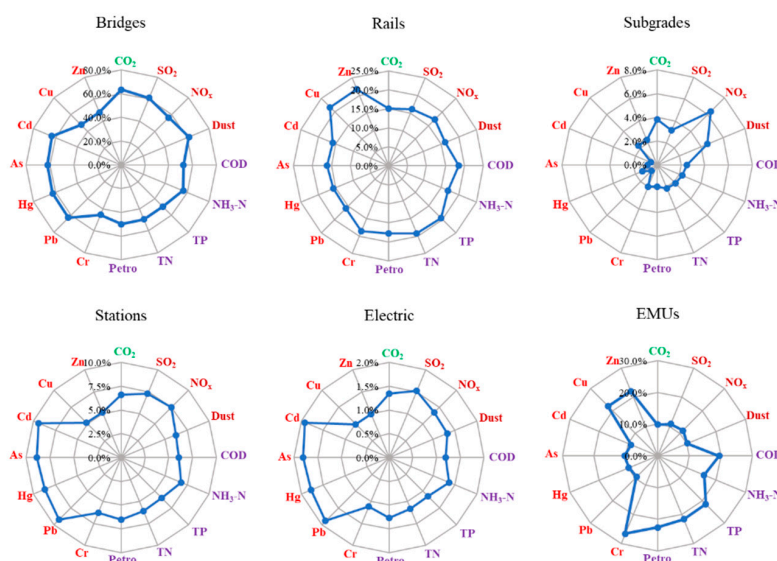 Bridges
CO₂
80.0%
60.0%
40.0%
20.0%
0.0%
SO₂
NOₓ
Dust
COD
NH₃-N
TP
TN
Petro
Cr
Pb
Hg
As
Cd
Cu
Zn
Rails
CO₂
25.0%
20.0%
15.0%
10.0%
5.0%
0.0%
SO₂
NOₓ
Dust
COD
NH₃-N
TP
TN
Petro
Cr
Pb
Hg
As
Cd
Cu
Zn
Subgrades
CO₂
8.0%
6.0%
4.0%
2.0%
0.0%
SO₂
NOₓ
Dust
COD
NH₃-N
TP
TN
Petro
Cr
Pb
Hg
As
Cd
Cu
Zn
Stations
CO₂
10.0%
7.5%
5.0%
2.5%
0.0%
SO₂
NOₓ
Dust
COD
NH₃-N
TP
TN
Petro
Cr
Pb
Hg
As
Cd
Cu
Zn
Electric
CO₂
2.0%
1.5%
1.0%
0.5%
0.0%
SO₂
NOₓ
Dust
COD
NH₃-N
TP
TN
Petro
Cr
Pb
Hg
As
Cd
Cu
Zn
EMUs
CO₂
30.0%
20.0%
10.0%
0.0%
SO₂
NOₓ
Dust
COD
NH₃-N
TP
TN
Petro
Cr
Pb
Hg
As
Cd
Cu
Zn